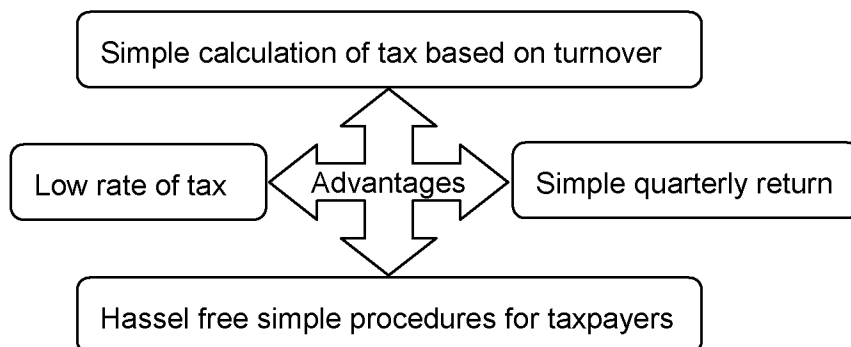 Simple calculation of tax based on turnover
Low rate of tax
Advantages
Simple quarterly return
Hassel free simple procedures for taxpayers